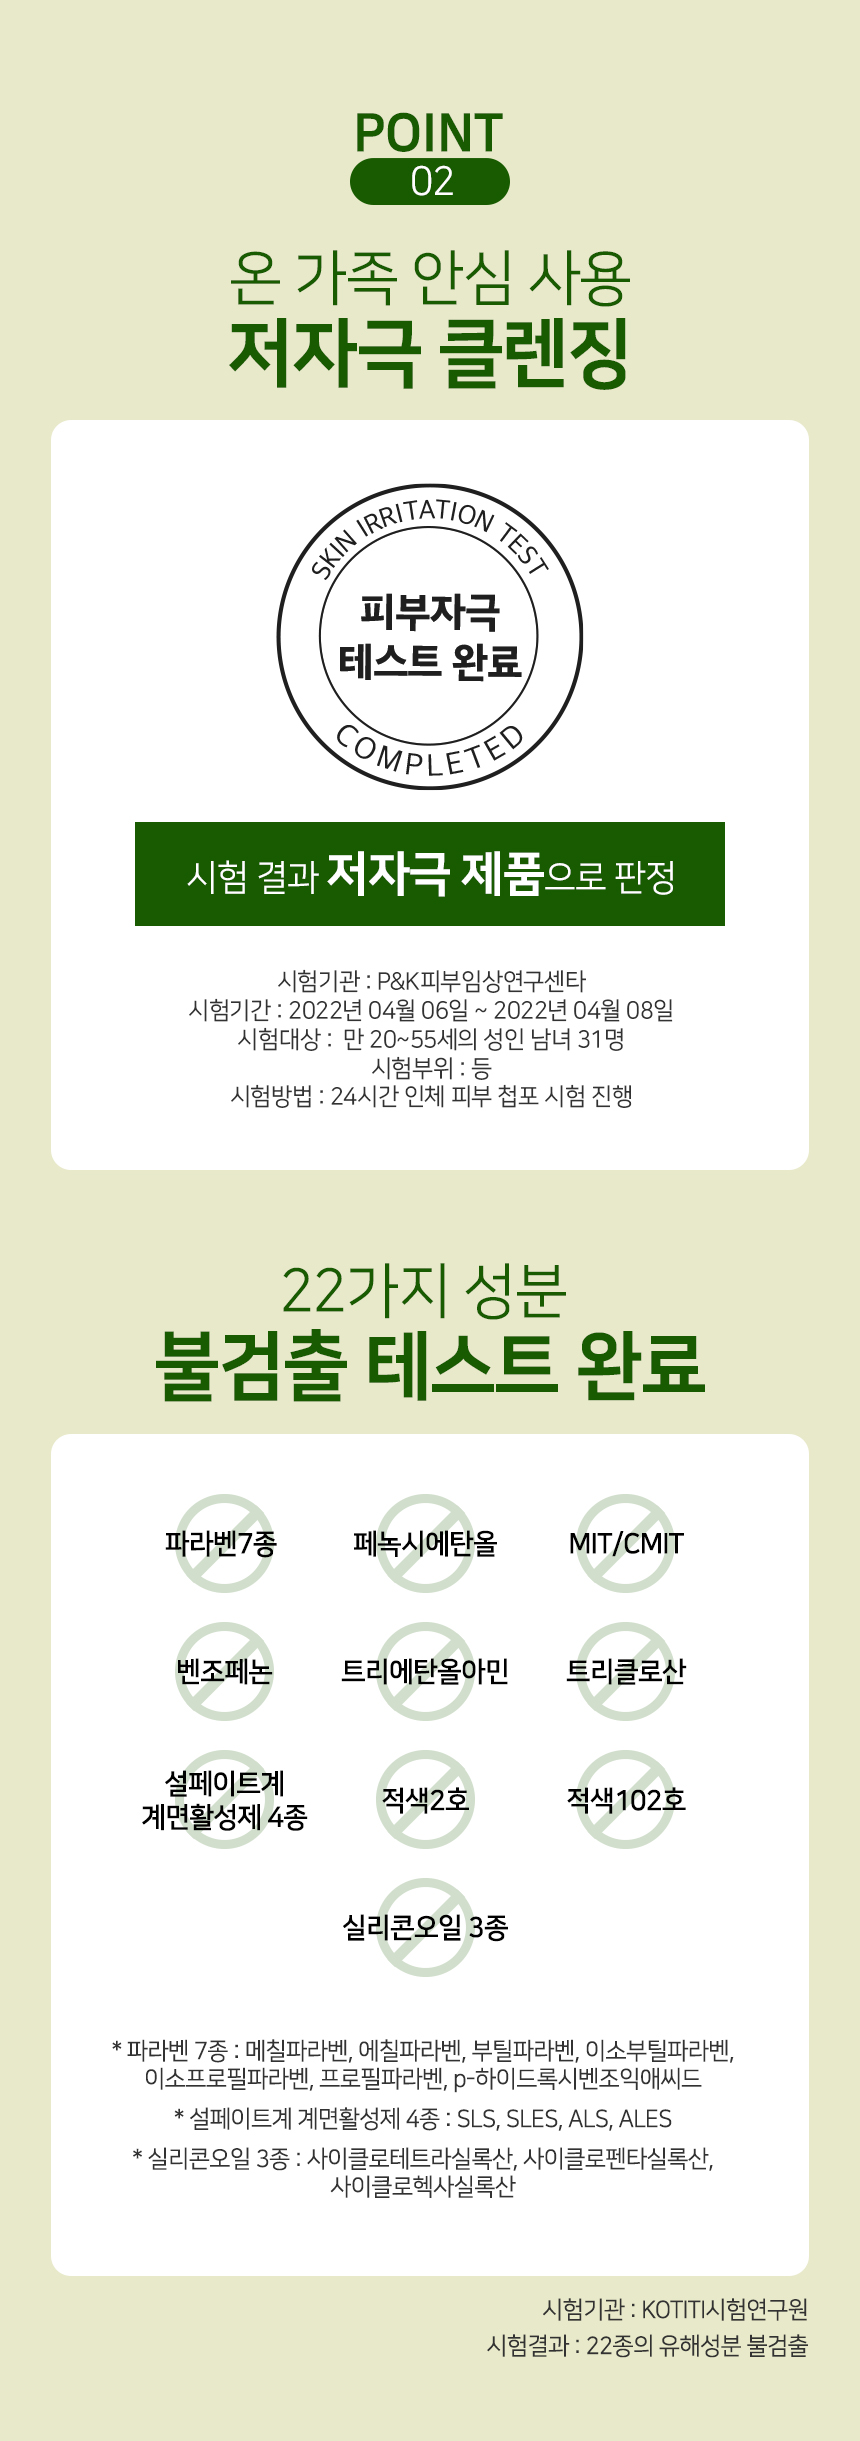 POINT
02
온 가족 안심 사용
저자극 클렌징
SKIN IRRITATION TEST
피부자극
테스트 완료
COMPLETED
시험 결과 저자극 제품으로 판정
시험기관 : P&K피부임상연구센타
시험기간 : 2022년 04월 06일 ~ 2022년 04월 08일
시험대상 : 만 20~55세의 성인 남녀 31명
시험부위 : 등
시험방법 : 24시간 인체 피부 첩포 시험 진행
22가지 성분
불검출 테스트 완료
파라벤7종
페녹시에탄올
MIT/CMIT
벤조페논
트리에탄올아민
트리클로산
설페이트계
계면활성제 4종
적색2호
적색102호
실리콘오일 3종
* 파라벤 7종 : 메칠파라벤, 에칠파라벤, 부틸파라벤, 이소부틸파라벤,
이소프로필파라벤, 프로필파라벤, p-하이드록시벤조익애씨드
* 설페이트계 계면활성제 4종 : SLS, SLES, ALS, ALES
* 실리콘오일 3종 : 사이클로테트라실록산, 사이클로펜타실록산,
사이클로헥사실록산
시험기관 : KOTITI시험연구원
시험결과 : 22종의 유해성분 불검출